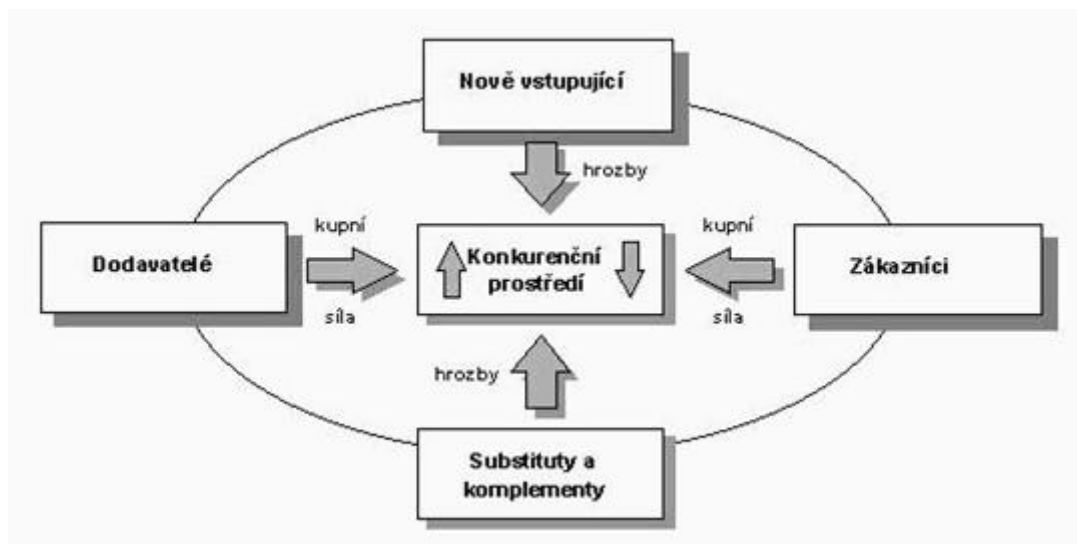 Nově vstupující
hrozby
kupní
kupní
Dodavatelé
Konkurenční
prostředí
Zákazníci
síla
síla
hrozby
Substituty a
komplementy